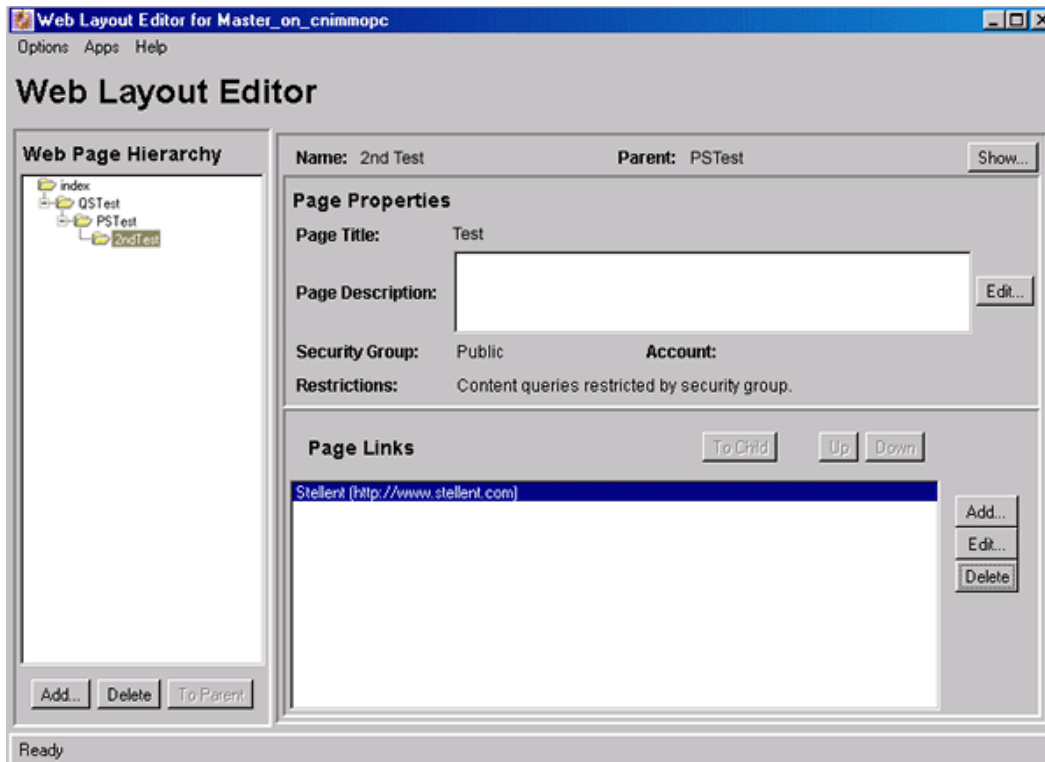 Web Layout Editor for Master_on_cnimmopc
Options Apps Help
Web Layout Editor
Web Page Hierarchy
index
QSTest
PSTest
2ndTest
Add... Delete To Parent
Name: 2nd Test Parent: PSTest Show...
Page Properties
Page Title: Test
Page Description: Edit...
Security Group: Public Account:
Restrictions: Content queries restricted by security group.
Page Links To Child Up Down
Stellent (http://www.stellent.com)
Add...
Edit...
Delete
Ready